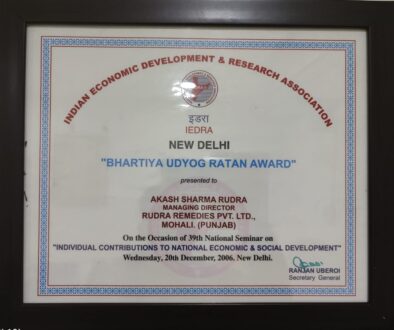 INDIAN ECONOMIC DEVELOPMENT & RESEARCH ASSOCIATION
इडरा
IEDRA
NEW DELHI
"BHARTIYA UDYOG RATAN AWARD"
presented to
AKASH SHARMA RUDRA
MANAGING DIRECTOR
RUDRA REMEDIES PVT. LTD.,
MOHALI. (PUNJAB)
On the Occasion of 39th National Seminar on
"INDIVIDUAL CONTRIBUTIONS TO NATIONAL ECONOMIC & SOCIAL DEVELOPMENT"
Wednesday, 20th December, 2006. New Delhi.
RANJAN UBEROI
Secretary General